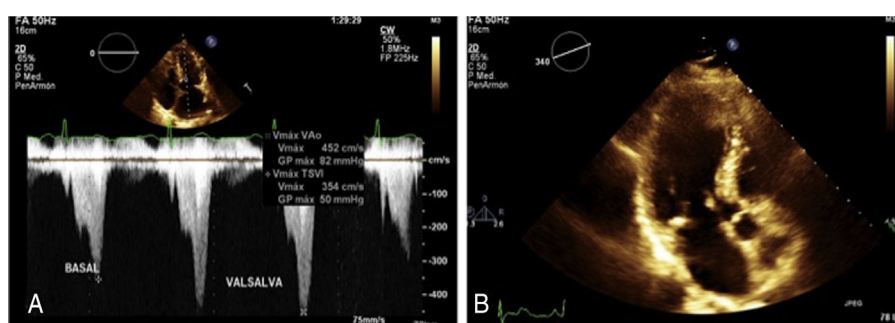 FA 50Hz
16cm
1:29:29
M3
2D
65%
C 50
P Med.
PenArmón
0
CW
50%
1.8MHz
FP 225Hz
Vmáx VAo
Vmáx 452 cm/s
GP máx 82 mmHg
Vmáx TSVI
Vmáx 354 cm/s
GP máx 50 mmHg
cm/s
-100
-200
-300
-400
BASAL
VALSALVA
A
75mm/s
FA 50Hz
16cm
2D
65%
C 50
P Med.
PenArmón
340
B
JPEG